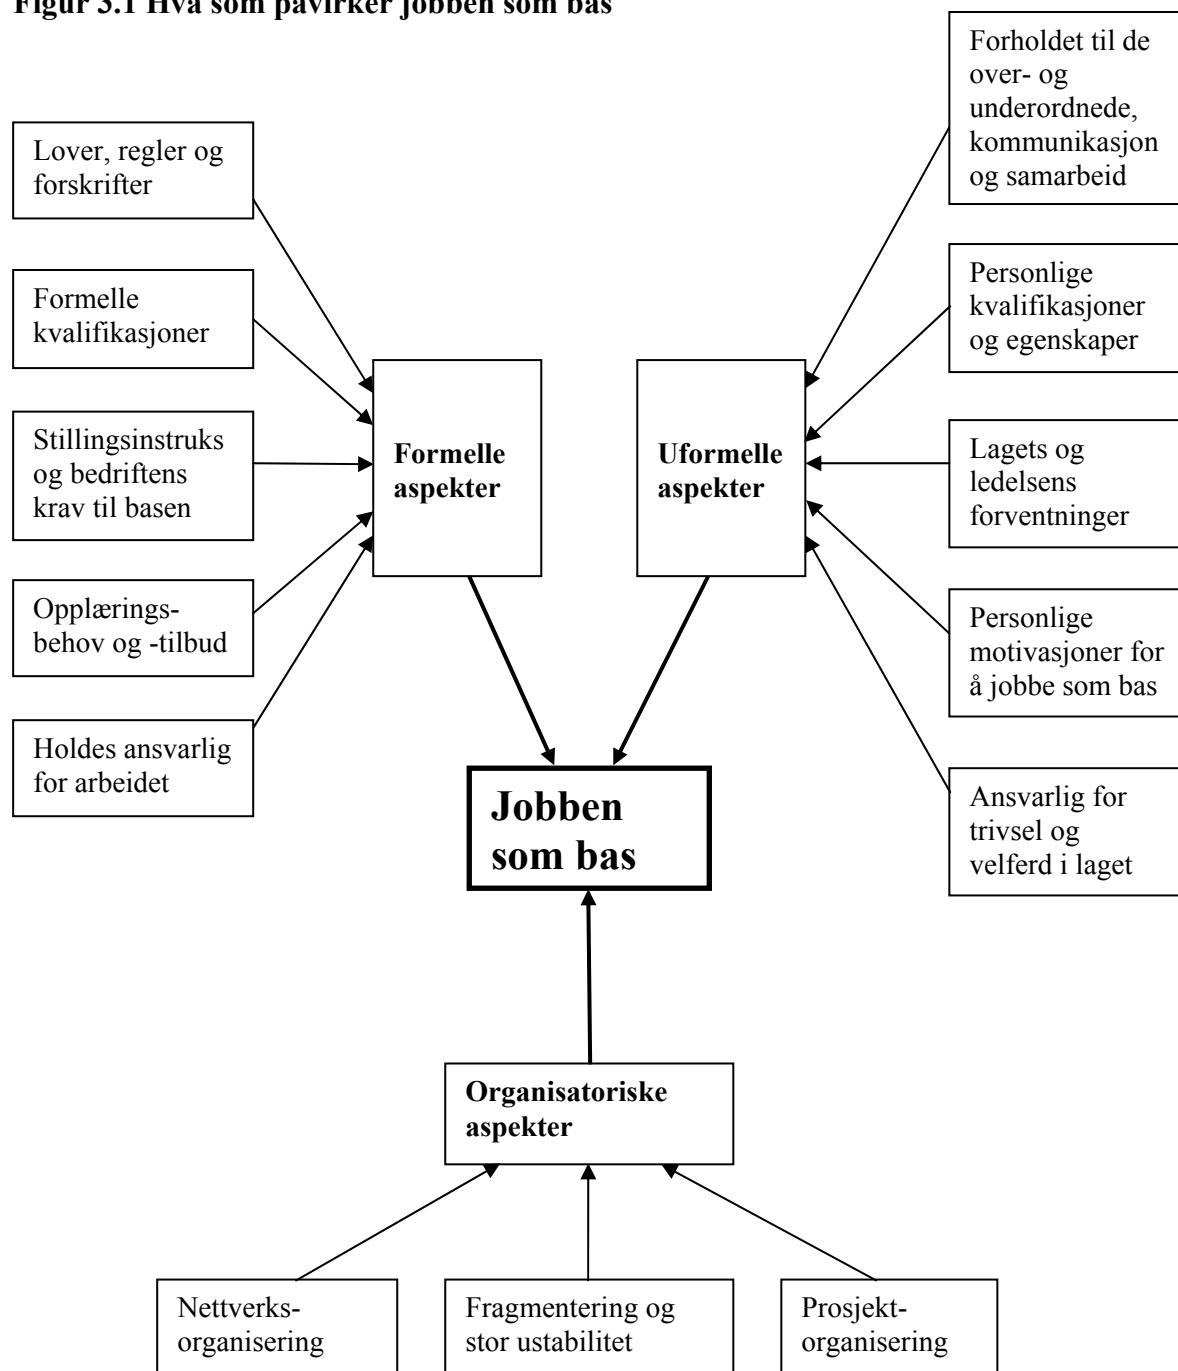 Figur 3.1 Hva som påvirker jobben som bas
Forholdet til de
over- og
underordnede,
kommunikasjon
og samarbeid
Lover, regler og
forskrifter
Personlige
kvalifikasjoner
og egenskaper
Formelle
kvalifikasjoner
Stillingsinstruks
og bedriftens
krav til basen
Formelle
aspekter
Uformelle
aspekter
Lagets og
ledelsens
forventninger
Opplærings-
behov og -tilbud
Personlige
motivasjoner for
å jobbe som bas
Holdes ansvarlig
for arbeidet
Jobben
som bas
Ansvarlig for
trivsel og
velferd i laget
Organisatoriske
aspekter
Nettverks-
organisering
Fragmentering og
stor ustabilitet
Prosjekt-
organisering